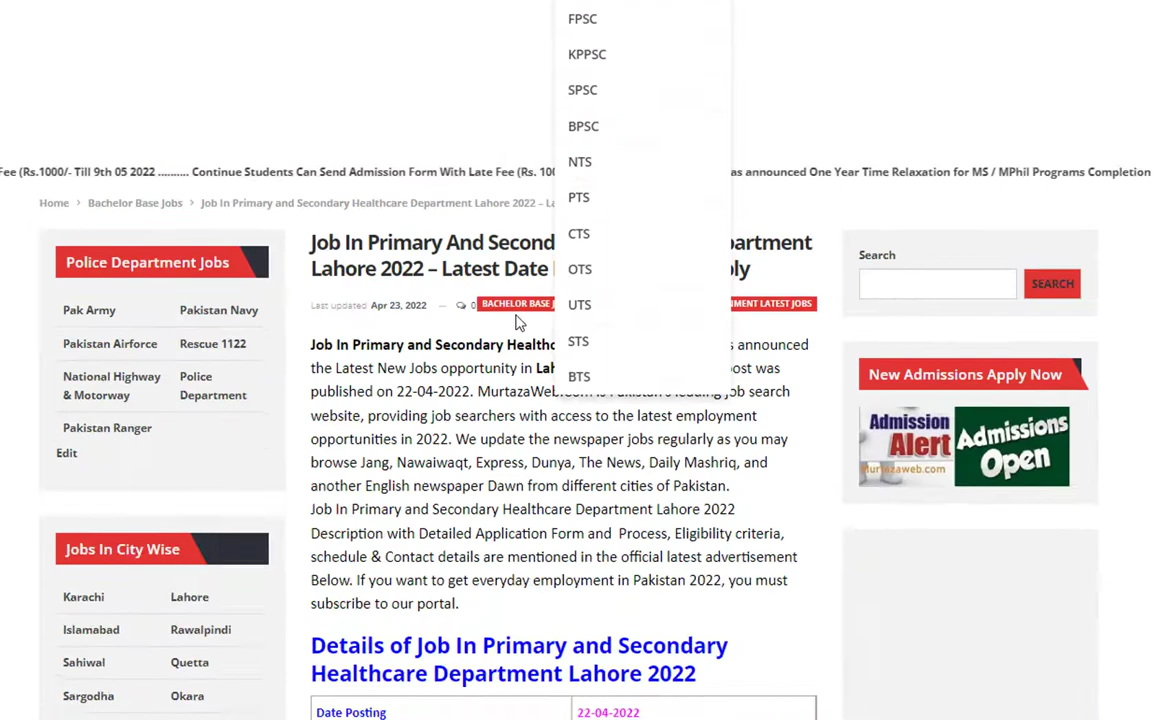 FPSC
KPPSC
SPSC
BPSC
NTS
PTS
CTS
OTS
UTS
STS
BTS
Fee (Rs.1000/- Till 9th 05 2022 .......... Continue Students Can Send Admission Form With Late Fee (Rs. 100
as announced One Year Time Relaxation for MS / MPhil Programs Completion
Home > Bachelor Base Jobs > Job In Primary and Secondary Healthcare Department Lahore 2022 – La
Police Department Jobs
Pak Army Pakistan Navy
Pakistan Airforce Rescue 1122
National Highway Police
& Motorway Department
Pakistan Ranger
Edit
Jobs In City Wise
Karachi Lahore
Islamabad Rawalpindi
Sahiwal Quetta
Sargodha Okara
Job In Primary And Second partment
Lahore 2022 – Latest Date ly
Last updated Apr 23, 2022 — 0 BACHELOR BASE J NMENT LATEST JOBS
Job In Primary and Secondary Healthc s announced
the Latest New Jobs opportunity in Lah post was
published on 22-04-2022. MurtazaWeb.com is Pakistan's leading job search
website, providing job searchers with access to the latest employment
opportunities in 2022. We update the newspaper jobs regularly as you may
browse Jang, Nawaiwaqt, Express, Dunya, The News, Daily Mashriq, and
another English newspaper Dawn from different cities of Pakistan.
Job In Primary and Secondary Healthcare Department Lahore 2022
Description with Detailed Application Form and Process, Eligibility criteria,
schedule & Contact details are mentioned in the official latest advertisement
Below. If you want to get everyday employment in Pakistan 2022, you must
subscribe to our portal.
Details of Job In Primary and Secondary
Healthcare Department Lahore 2022
Date Posting 22-04-2022
Search
SEARCH
New Admissions Apply Now
Admission
Alert
Murtazaweb.com
Admissions
Open